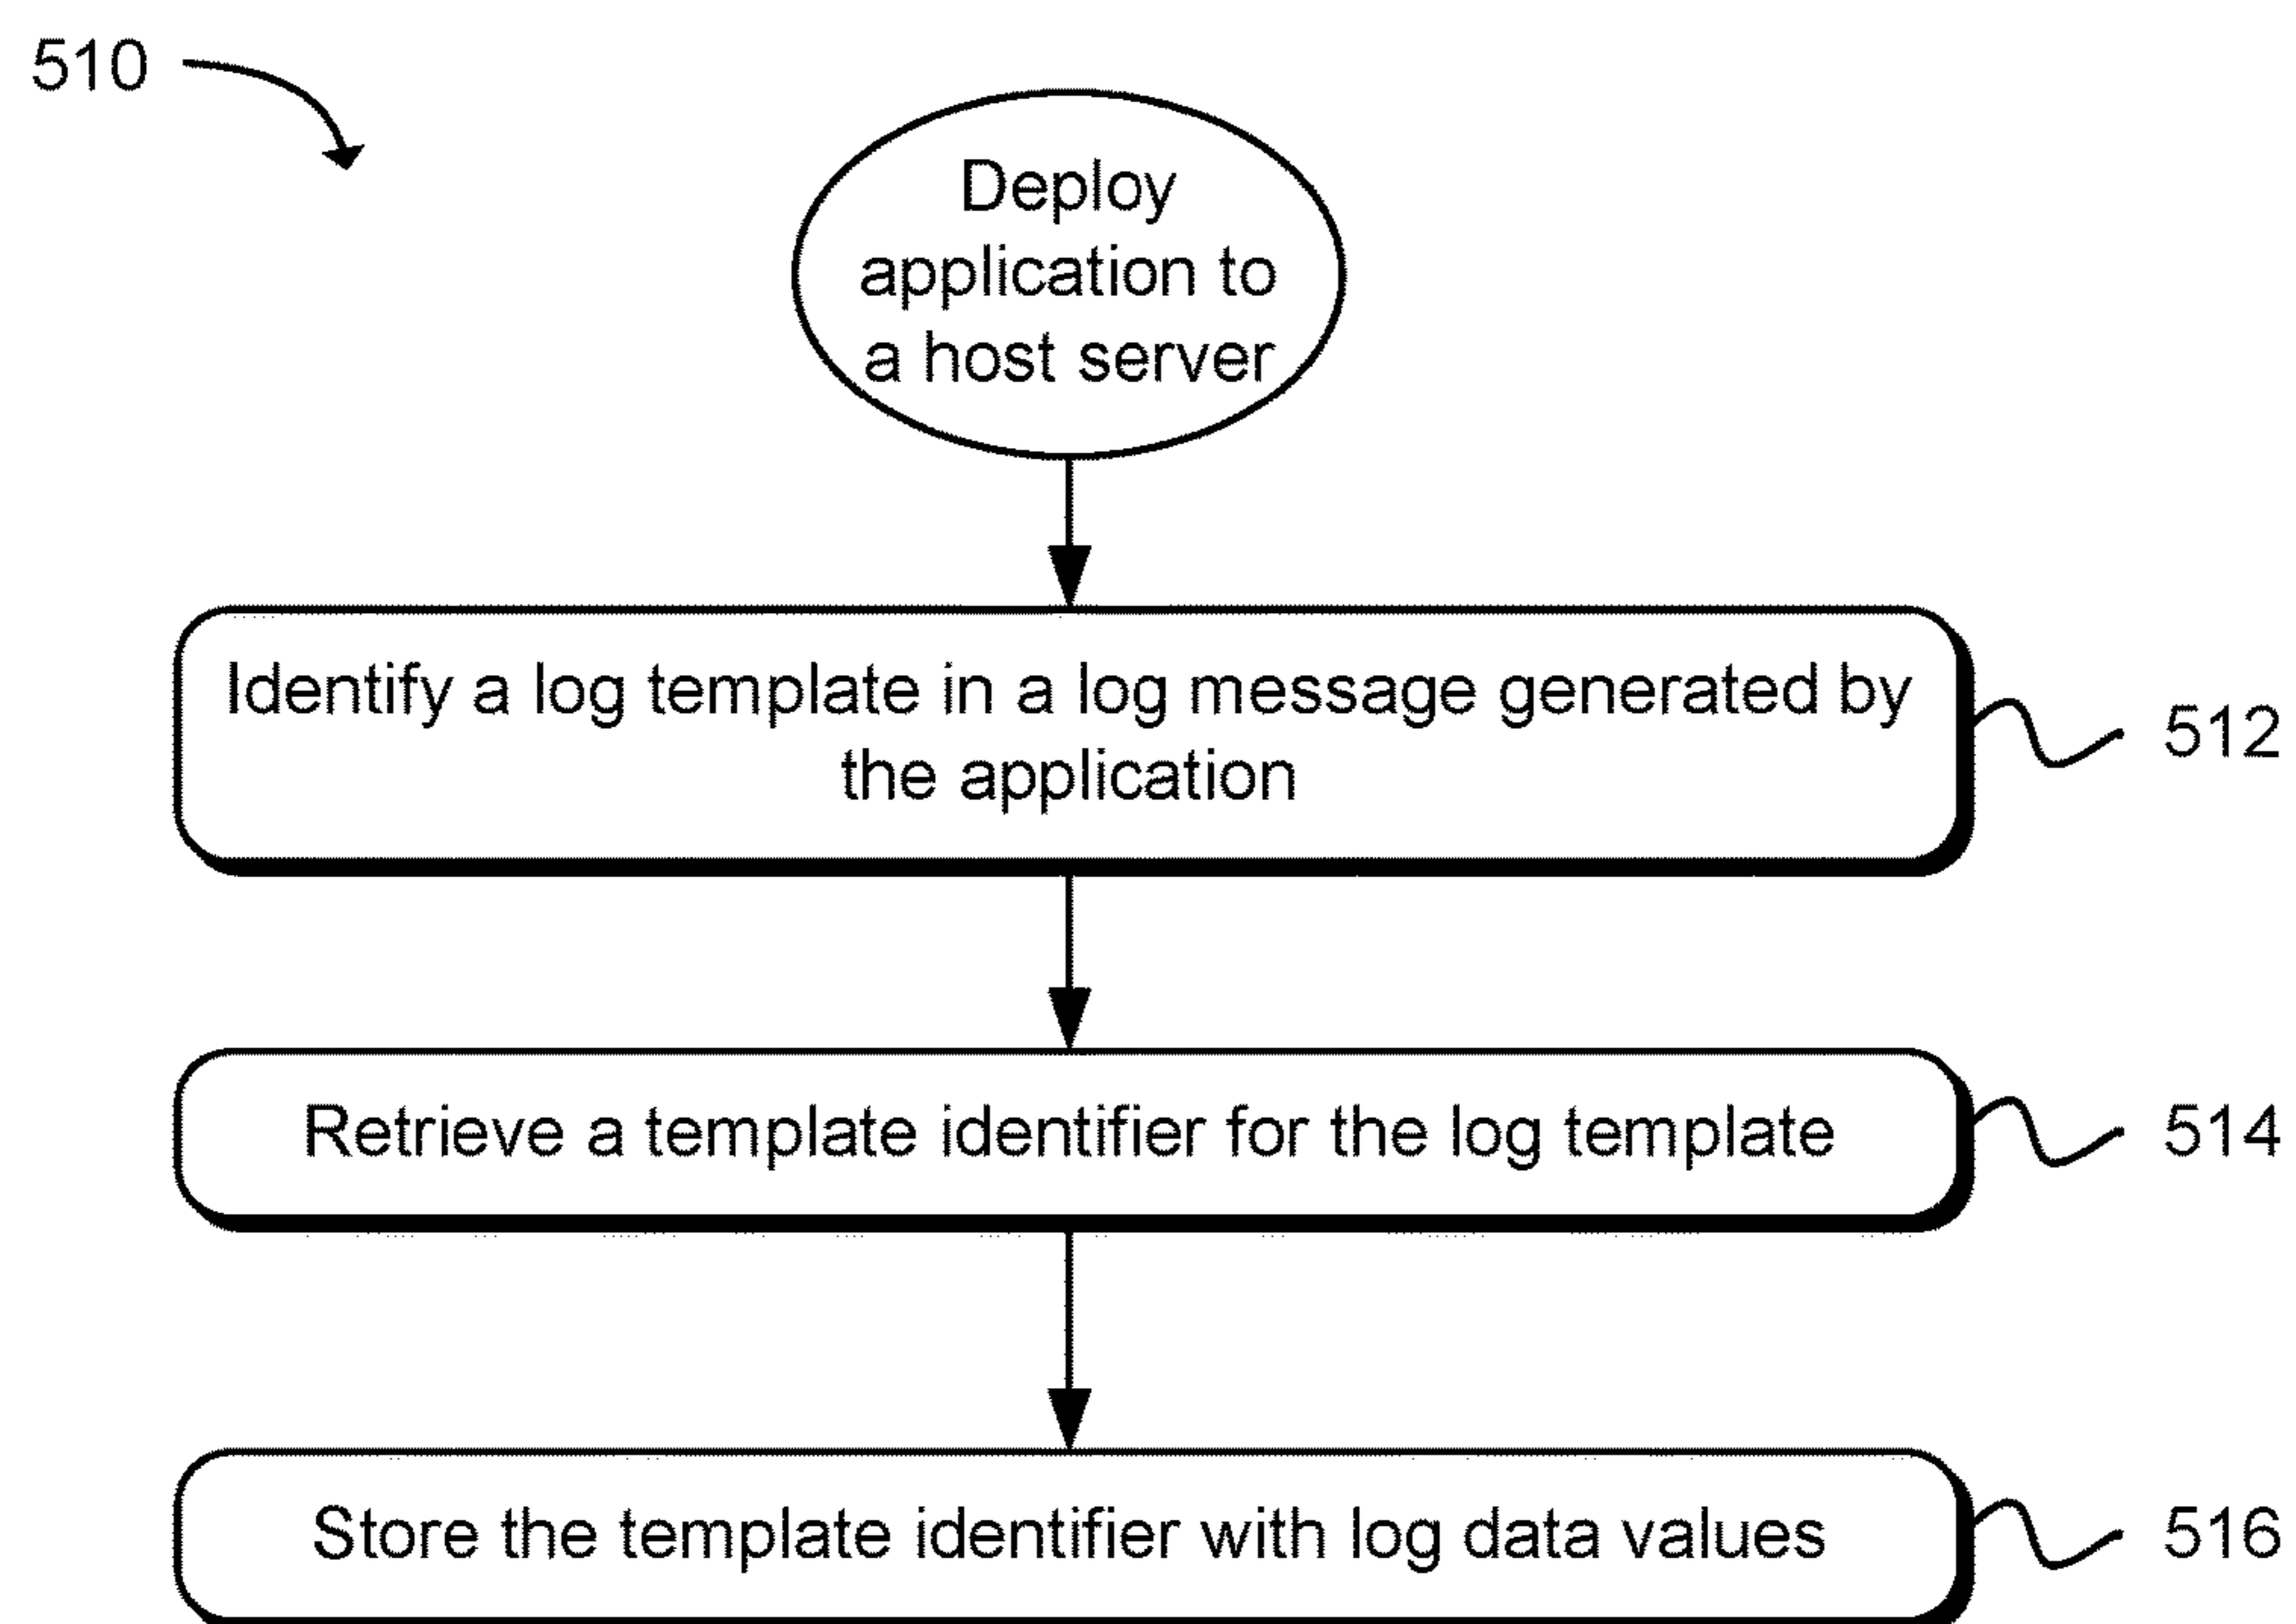 510
Deploy
application to
a host server
Identify a log template in a log message generated by
the application
512
Retrieve a template identifier for the log template
514
Store the template identifier with log data values
516